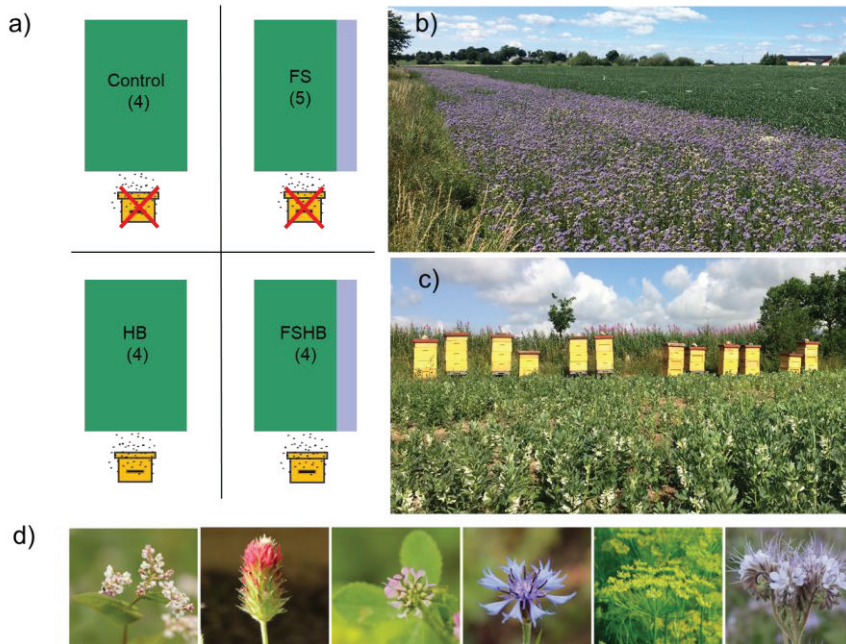 a)
Control
(4)
FS
(5)
HB
(4)
FSHB
(4)
b)
c)
d)